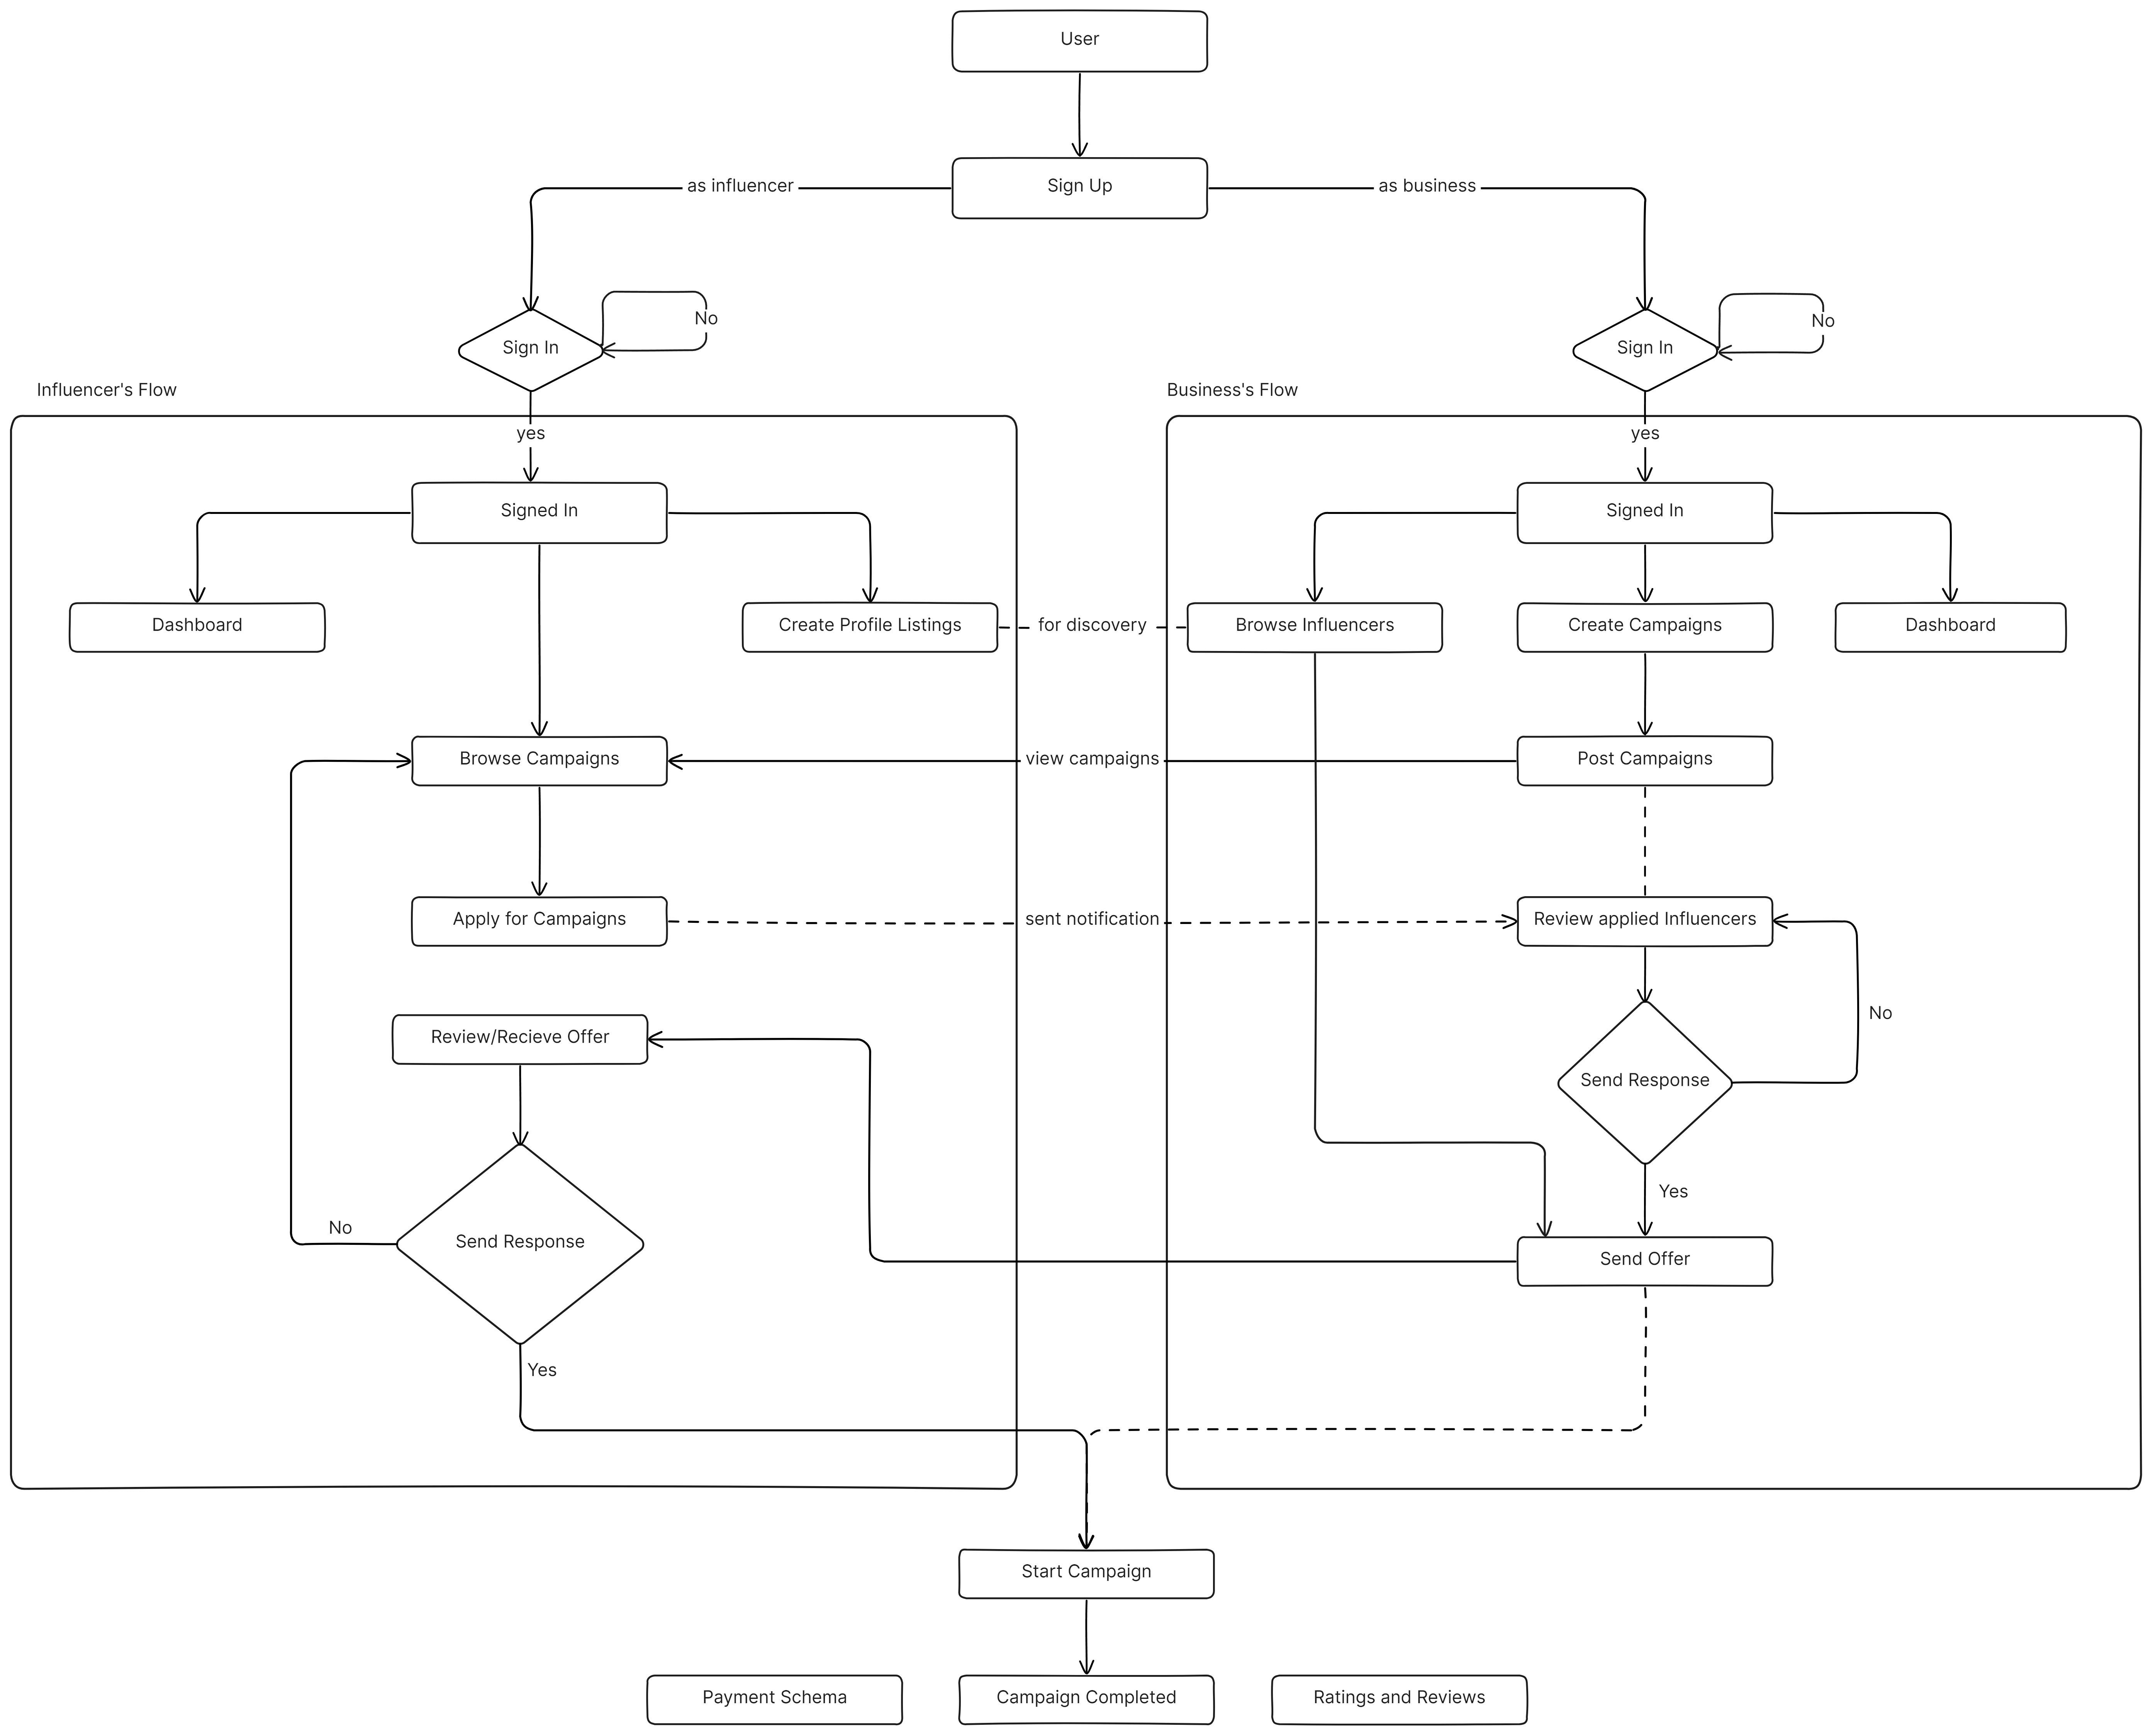 User
Sign Up
as influencer
as business
Sign In
No
Sign In
No
Influencer's Flow
Business's Flow
yes
yes
Signed In
Signed In
Dashboard
Create Profile Listings
for discovery
Browse Influencers
Create Campaigns
Dashboard
Browse Campaigns
view campaigns
Post Campaigns
Apply for Campaigns
sent notification
Review applied Influencers
No
Review/Recieve Offer
Send Response
Yes
No
Send Response
Send Offer
Yes
Start Campaign
Payment Schema
Campaign Completed
Ratings and Reviews